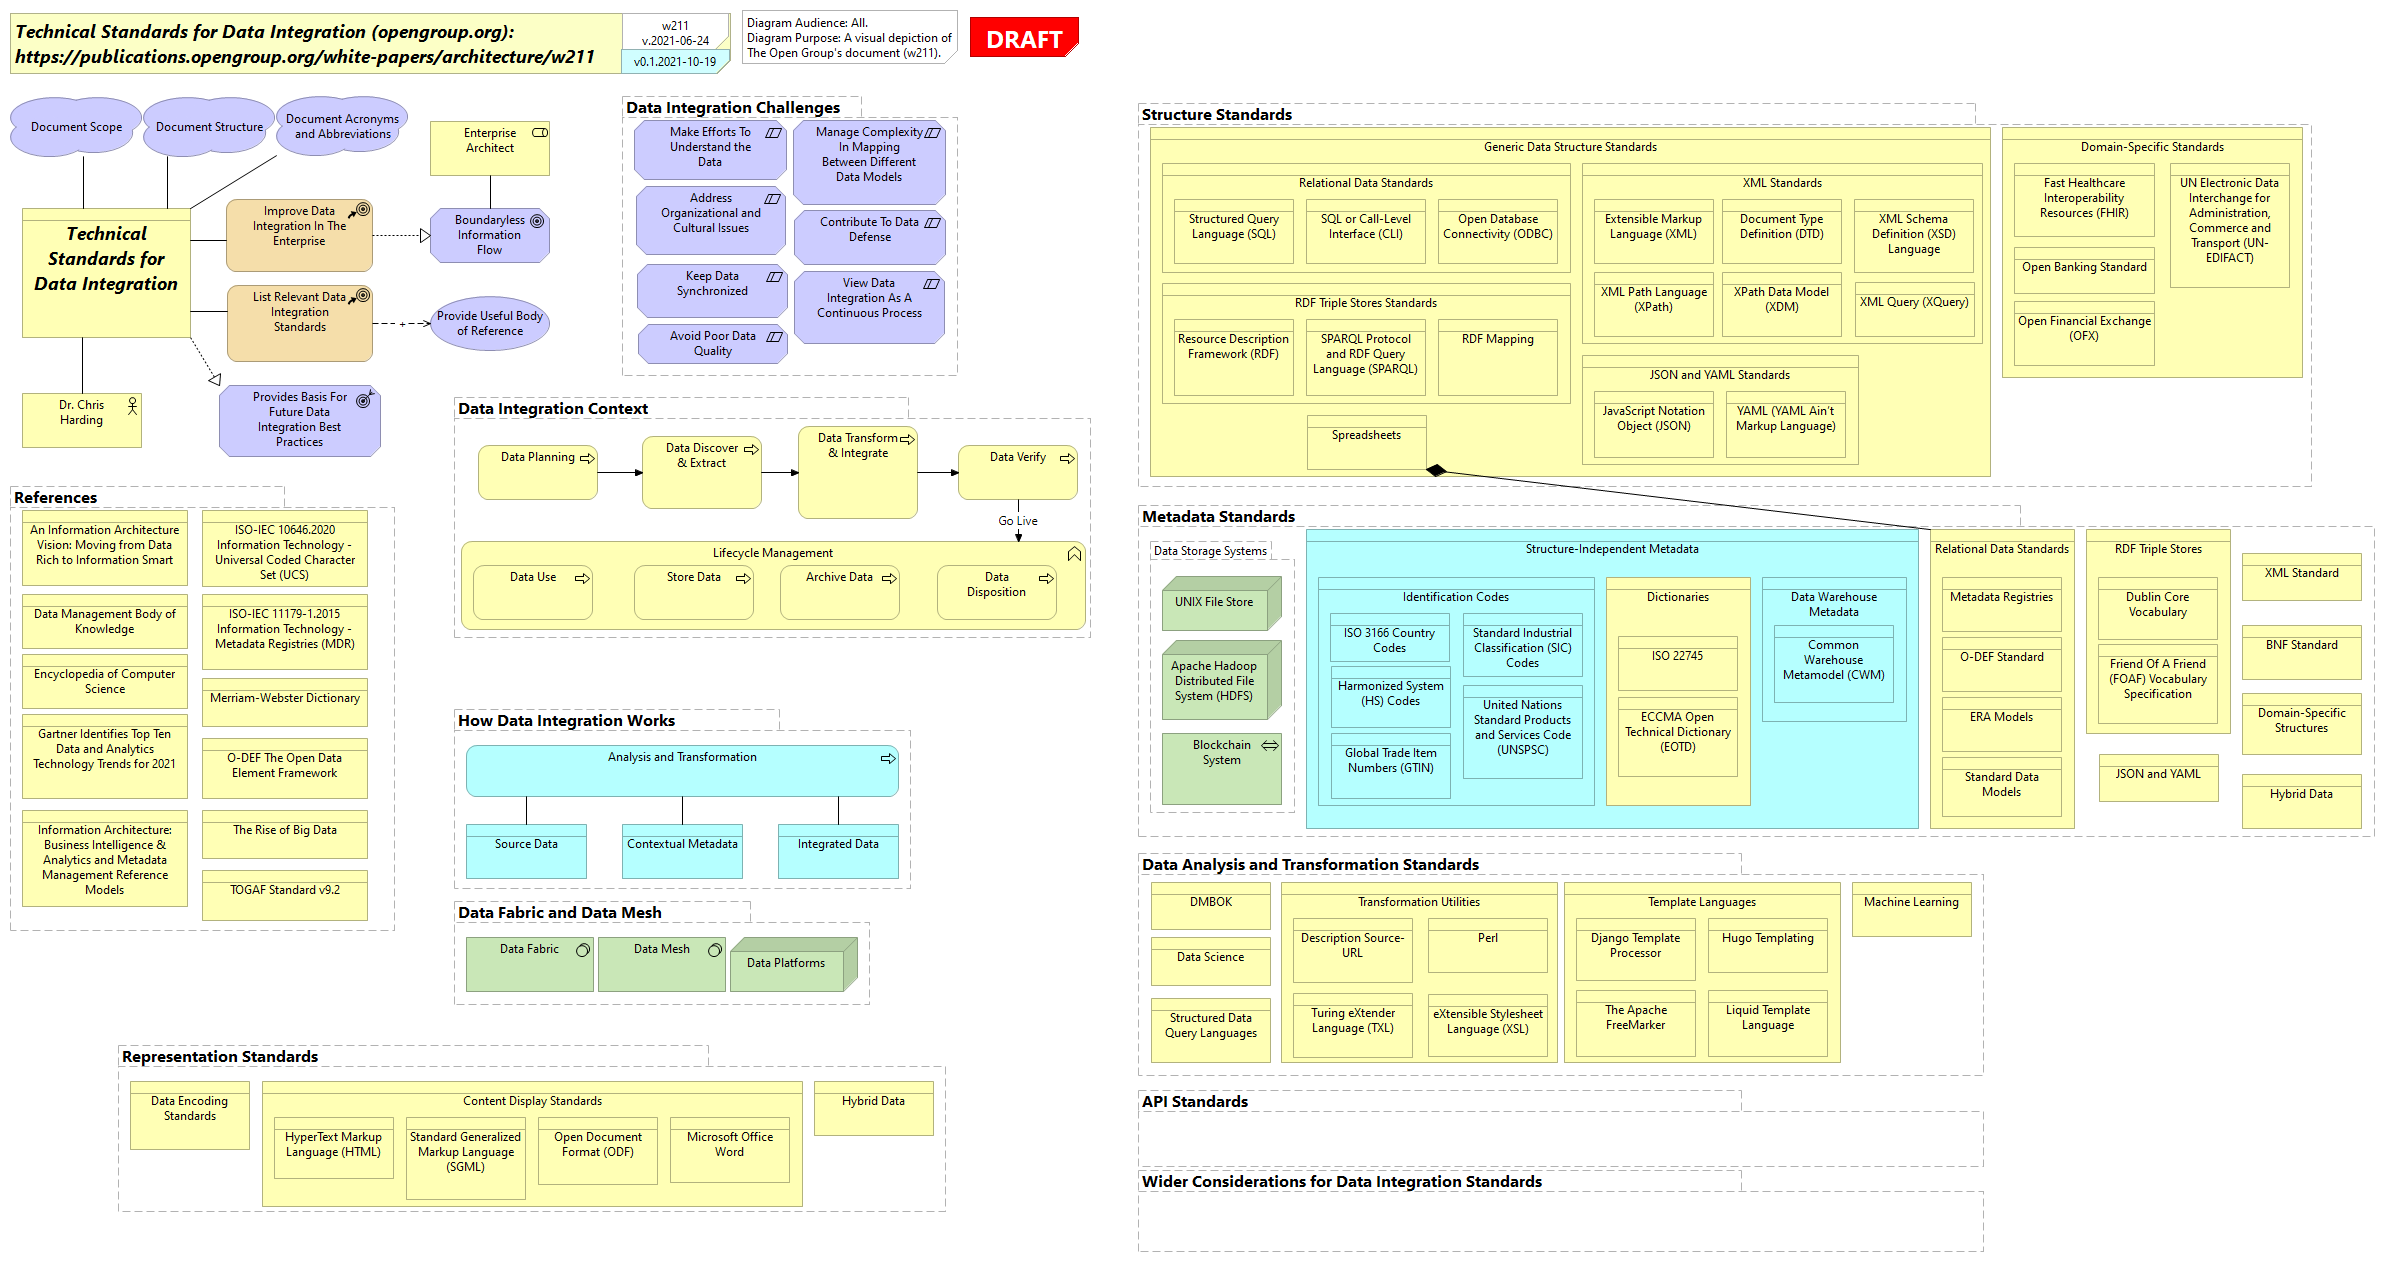 Technical Standards for Data Integration (opengroup.org):
https://publications.opengroup.org/white-papers/architecture/w211
w211
v.2021-06-24
v0.1.2021-10-19
Diagram Audience: All.
Diagram Purpose: A visual depiction of
The Open Group's document (w211).
DRAFT
Document Scope
Document Structure
Document Acronyms
and Abbreviations
Enterprise
Architect
Technical
Standards for
Data Integration
Improve Data
Integration In The
Enterprise
Boundaryless
Information
Flow
List Relevant Data
Integration
Standards
+
Provide Useful Body
of Reference
Dr. Chris
Harding
Provides Basis For
Future Data
Integration Best
Practices
Data Integration Challenges
Make Efforts To
Understand the
Data
Manage Complexity
In Mapping
Between Different
Data Models
Address
Organizational and
Cultural Issues
Contribute To Data
Defense
Keep Data
Synchronized
View Data
Integration As A
Continuous Process
Avoid Poor Data
Quality
Data Integration Context
Data Planning
Data Discover
& Extract
Data Transform
& Integrate
Data Verify
Go Live
Lifecycle Management
Data Use
Store Data
Archive Data
Data
Disposition
References
An Information Architecture
Vision: Moving from Data
Rich to Information Smart
ISO-IEC 10646.2020
Information Technology -
Universal Coded Character
Set (UCS)
Data Management Body of
Knowledge
ISO-IEC 11179-1.2015
Information Technology -
Metadata Registries (MDR)
Encyclopedia of Computer
Science
Merriam-Webster Dictionary
Gartner Identifies Top Ten
Data and Analytics
Technology Trends for 2021
O-DEF The Open Data
Element Framework
Information Architecture:
Business Intelligence &
Analytics and Metadata
Management Reference
Models
The Rise of Big Data
TOGAF Standard v9.2
How Data Integration Works
Analysis and Transformation
Source Data
Contextual Metadata
Integrated Data
Data Fabric and Data Mesh
Data Fabric
Data Mesh
Data Platforms
Representation Standards
Data Encoding
Standards
Content Display Standards
HyperText Markup
Language (HTML)
Standard Generalized
Markup Language
(SGML)
Open Document
Format (ODF)
Microsoft Office
Word
Hybrid Data
Structure Standards
Generic Data Structure Standards
Relational Data Standards
Structured Query
Language (SQL)
SQL or Call-Level
Interface (CLI)
Open Database
Connectivity (ODBC)
XML Standards
Extensible Markup
Language (XML)
Document Type
Definition (DTD)
XML Schema
Definition (XSD)
Language
XML Path Language
(XPath)
XPath Data Model
(XDM)
XML Query (XQuery)
RDF Triple Stores Standards
Resource Description
Framework (RDF)
SPARQL Protocol
and RDF Query
Language (SPARQL)
RDF Mapping
JSON and YAML Standards
JavaScript Notation
Object (JSON)
YAML (YAML Ain't
Markup Language)
Spreadsheets
Domain-Specific Standards
Fast Healthcare
Interoperability
Resources (FHIR)
UN Electronic Data
Interchange for
Administration,
Commerce and
Transport (UN-
EDIFACT)
Open Banking Standard
Open Financial Exchange
(OFX)
Metadata Standards
Data Storage Systems
UNIX File Store
Apache Hadoop
Distributed File
System (HDFS)
Blockchain
System
Structure-Independent Metadata
Identification Codes
ISO 3166 Country
Codes
Standard Industrial
Classification (SIC)
Codes
Harmonized System
(HS) Codes
United Nations
Standard Products
and Services Code
(UNSPSC)
Global Trade Item
Numbers (GTIN)
Dictionaries
ISO 22745
ECCMA Open
Technical Dictionary
(EOTD)
Data Warehouse
Metadata
Common
Warehouse
Metamodel (CWM)
Relational Data Standards
Metadata Registries
O-DEF Standard
ERA Models
Standard Data
Models
RDF Triple Stores
Dublin Core
Vocabulary
Friend Of A Friend
(FOAF) Vocabulary
Specification
JSON and YAML
XML Standard
BNF Standard
Domain-Specific
Structures
Hybrid Data
Data Analysis and Transformation Standards
DMBOK
Data Science
Structured Data
Query Languages
Transformation Utilities
Description Source-
URL
Perl
Turing eXtender
Language (TXL)
eXtensible Stylesheet
Language (XSL)
Template Languages
Django Template
Processor
Hugo Templating
The Apache
FreeMarker
Liquid Template
Language
Machine Learning
API Standards
Wider Considerations for Data Integration Standards